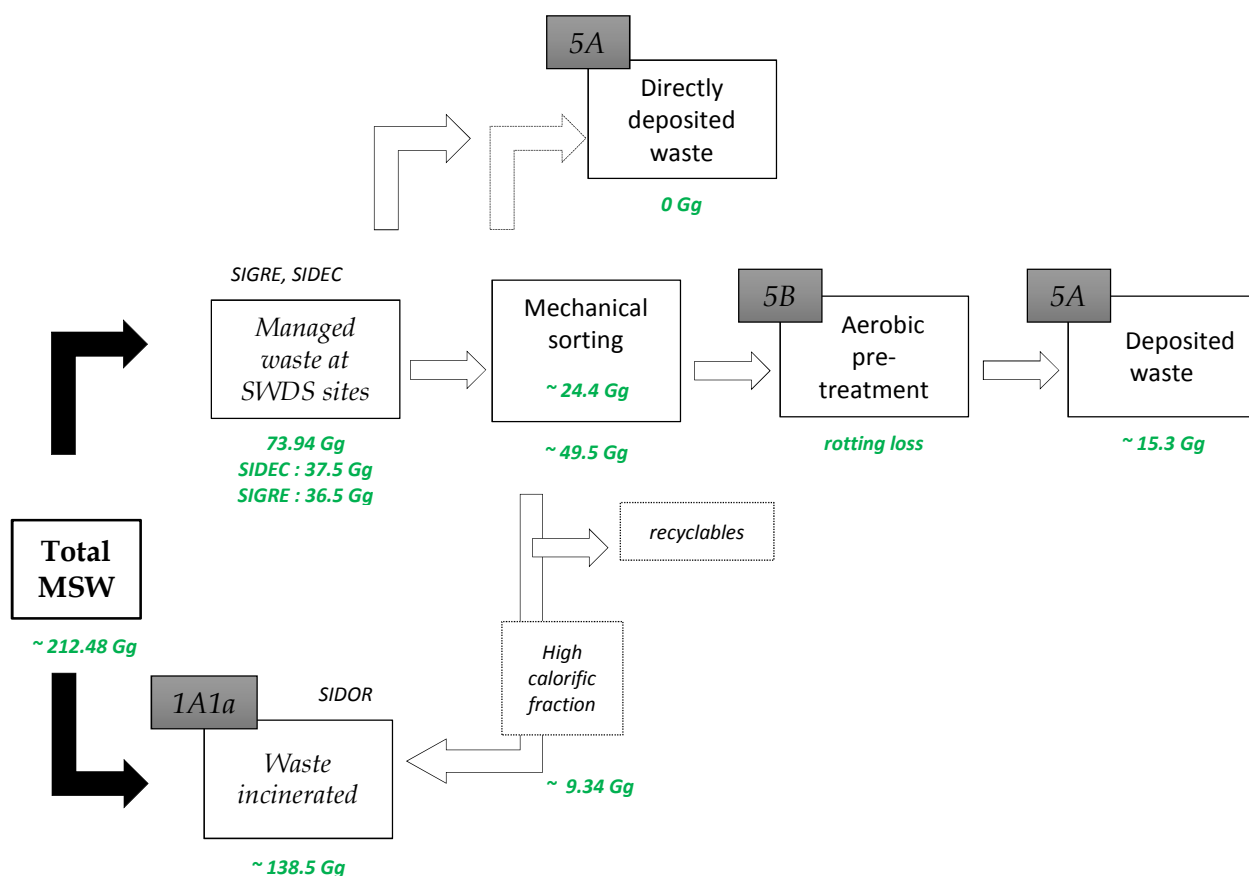 5A
Directly
deposited
waste
0 Gg
SIGRE, SIDEC
Managed
waste at
SWDS sites
73.94 Gg
SIDEC : 37.5 Gg
SIGRE : 36.5 Gg
Mechanical
sorting
~ 24.4 Gg
~ 49.5 Gg
5B
Aerobic
pre-
treatment
rotting loss
5A
Deposited
waste
~ 15.3 Gg
recyclables
Total
MSW
~ 212.48 Gg
High
calorific
fraction
~ 9.34 Gg
1A1a
SIDOR
Waste
incinerated
~ 138.5 Gg